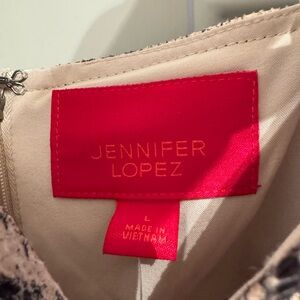 JENNIFER
LOPEZ
L
MADE IN
VIETNAM